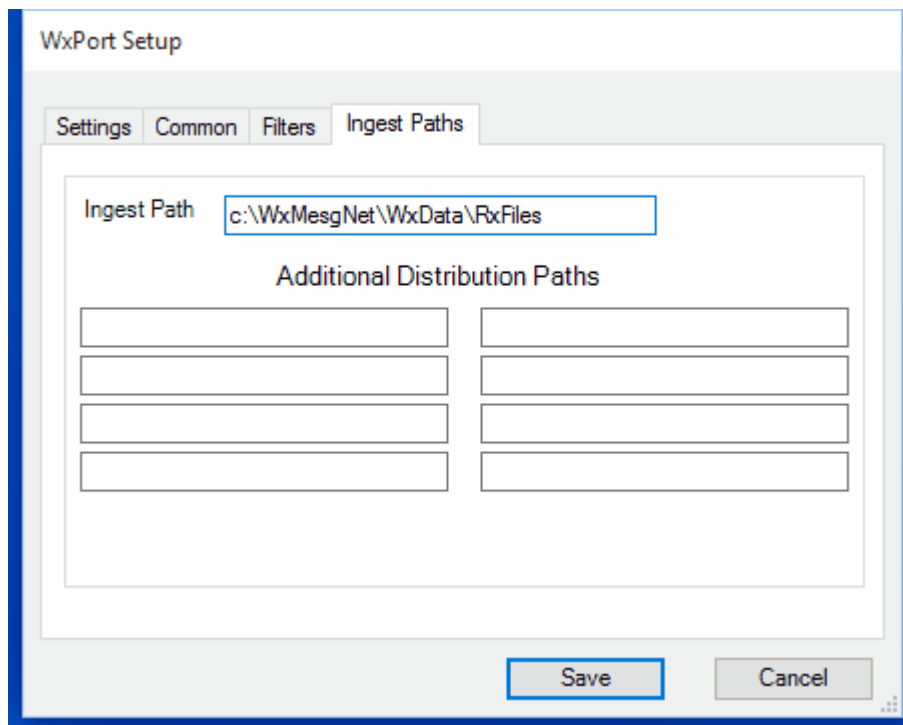 WxPort Setup
Settings Common Filters Ingest Paths
Ingest Path c:\WxMesgNet\WxData\RxFiles
Additional Distribution Paths
Save Cancel